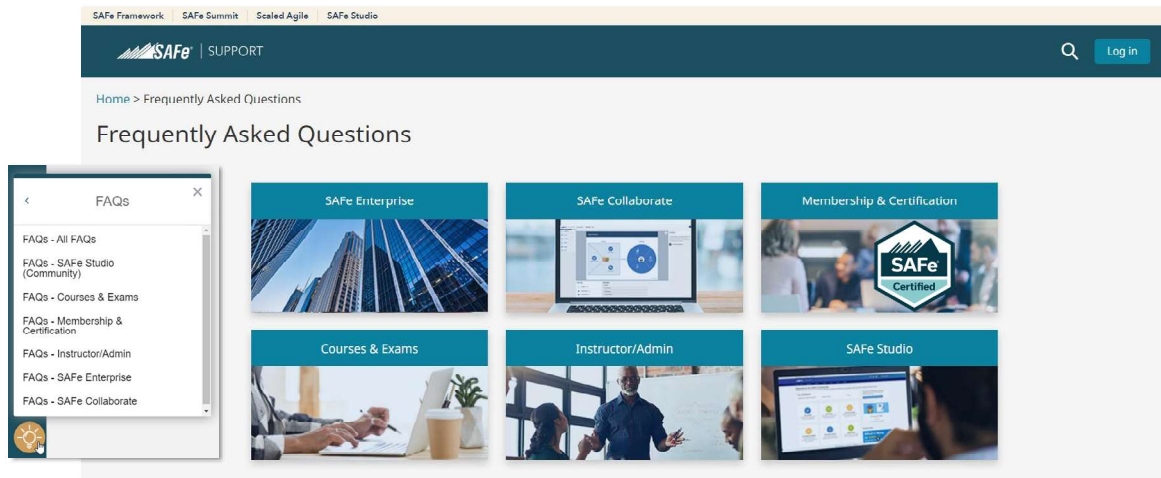 SAFe Framework SAFe Summit Scaled Agile SAFe Studio
SAFe | SUPPORT
Log in
Home > Frequently Asked Questions
Frequently Asked Questions
FAQs
FAQs - All FAQs
FAQs - SAFe Studio
(Community)
FAQs - Courses & Exams
FAQs - Membership &
Certification
FAQs - Instructor/Admin
FAQs - SAFe Enterprise
FAQs - SAFe Collaborate
SAFe Enterprise
SAFe Collaborate
Membership & Certification
SAFe
Certified
Courses & Exams
Instructor/Admin
SAFe Studio